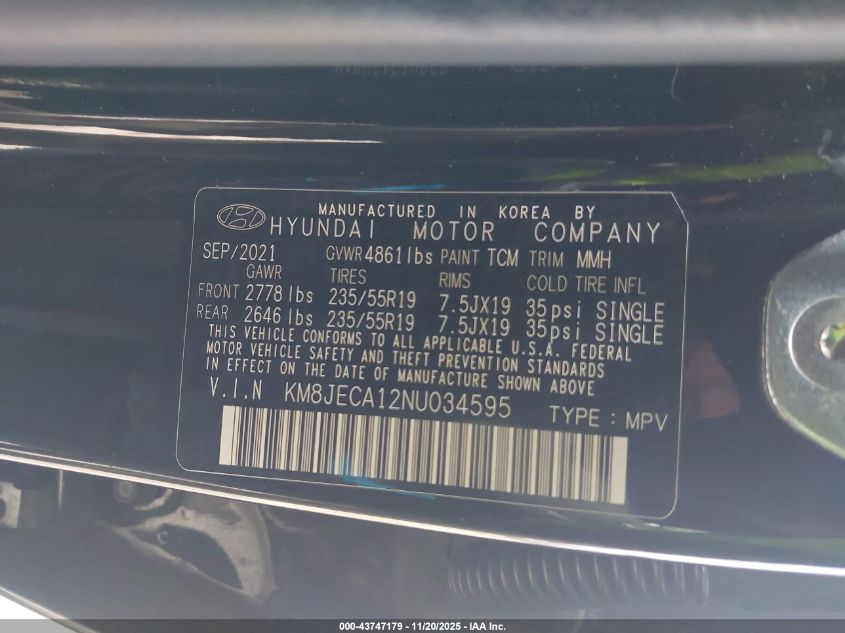 MANUFACTURED IN KOREA BY
HYUNDAI MOTOR COMPANY
SEP/2021 GVWR 4861lbs PAINT TCM TRIM MMH
GAWR TIRES RIMS COLD TIRE INFL
FRONT 2778 lbs 235/55R19 7.5JX19 35psi SINGLE
REAR 2646 lbs 235/55R19 7.5JX19 35psi SINGLE
THIS VEHICLE CONFORMS TO ALL APPLICABLE U.S.A. FEDERAL
MOTOR VEHICLE SAFETY AND THEFT PREVENTION STANDARDS
IN EFFECT ON THE DATE OF MANUFACTURE SHOWN ABOVE
V.I.N KM8JECA12NU034595 TYPE : MPV
000-43747179 - 11/20/2025 - IAA Inc.